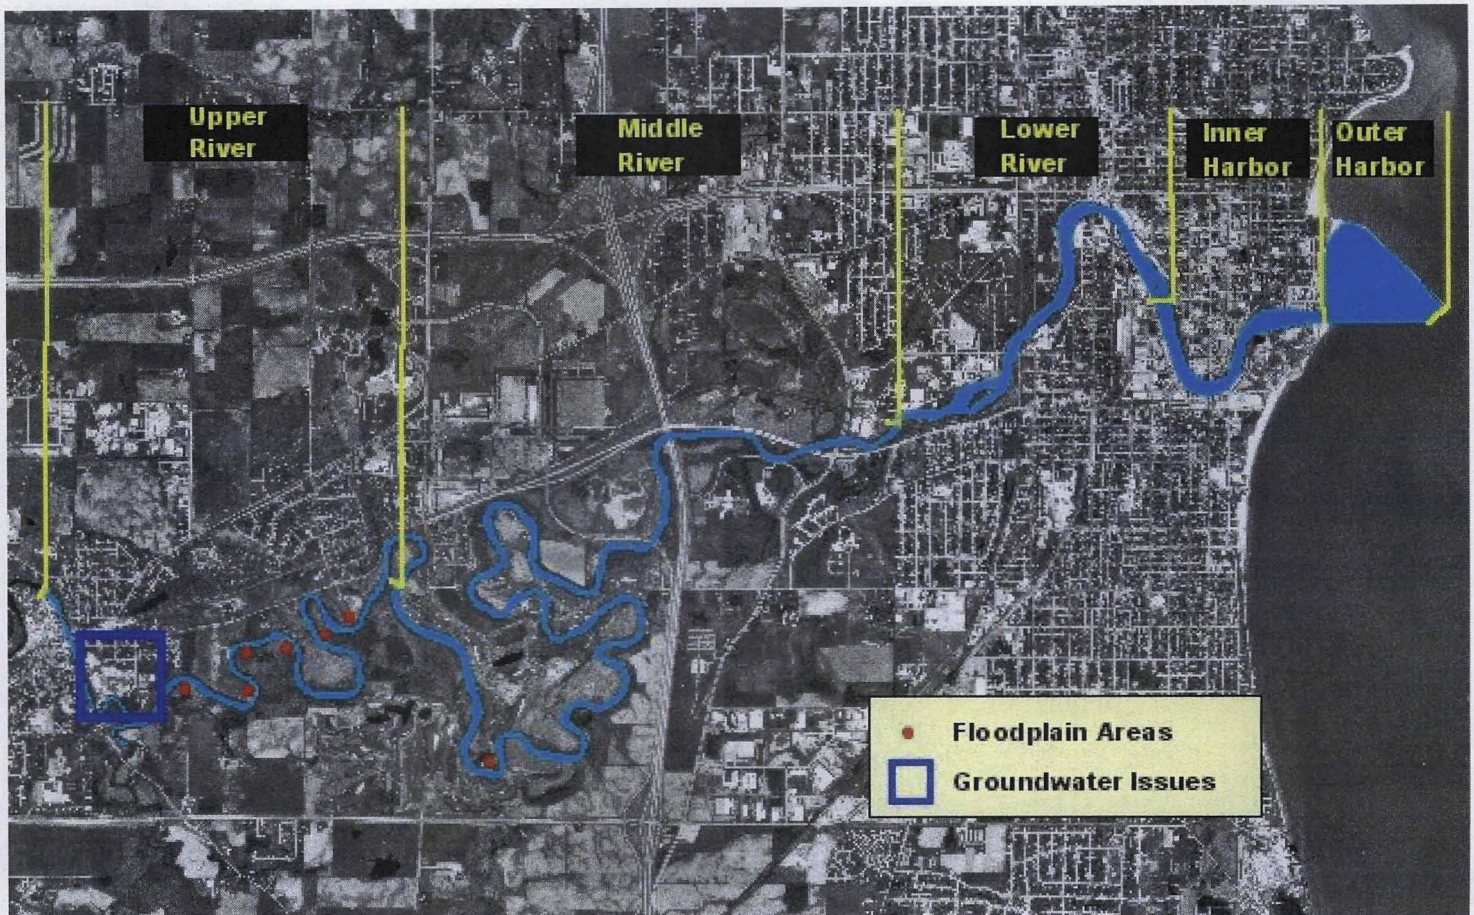 Upper
River
Middle
River
Lower
River
Inner
Harbor
Outer
Harbor
Floodplain Areas
Groundwater Issues